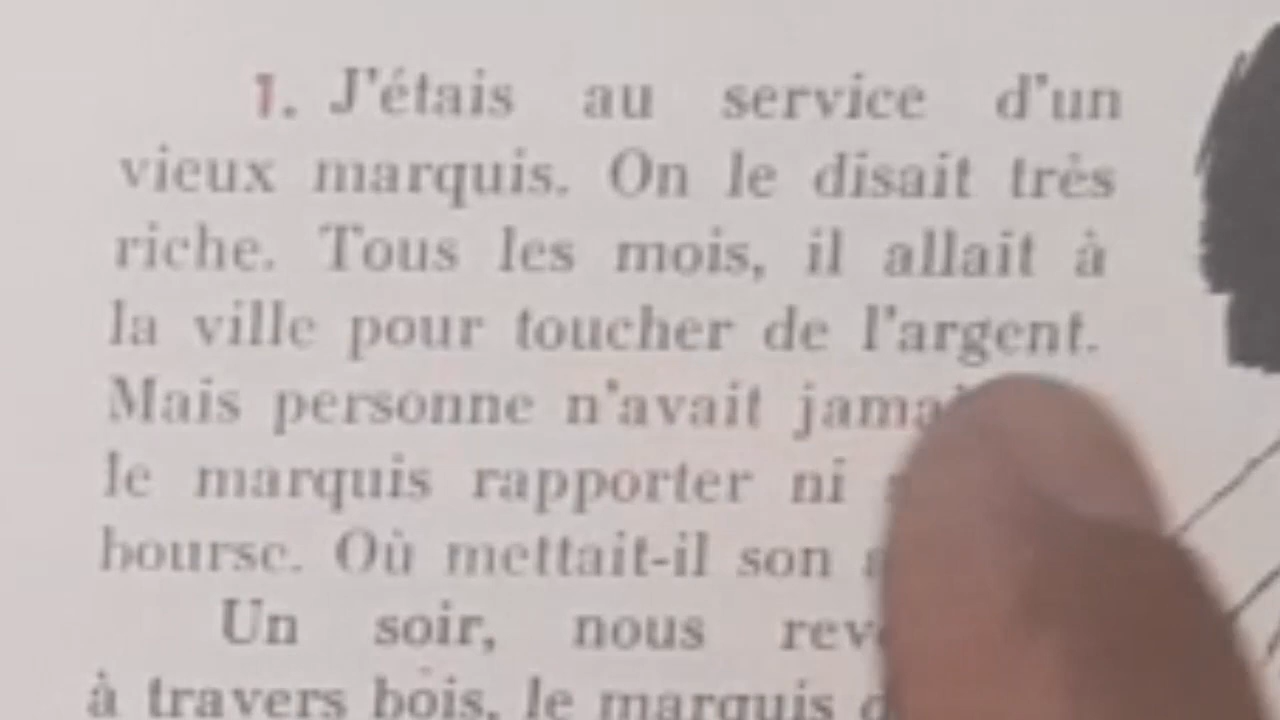 1. J'étais au service d'un
vieux marquis. On le disait très
riche. Tous les mois, il allait à
la ville pour toucher de l'argent.
Mais personne n'avait
le marquis rapporter ni
bourse. Où mettait-il son
Un soir, nous
à travers bois, le marquis